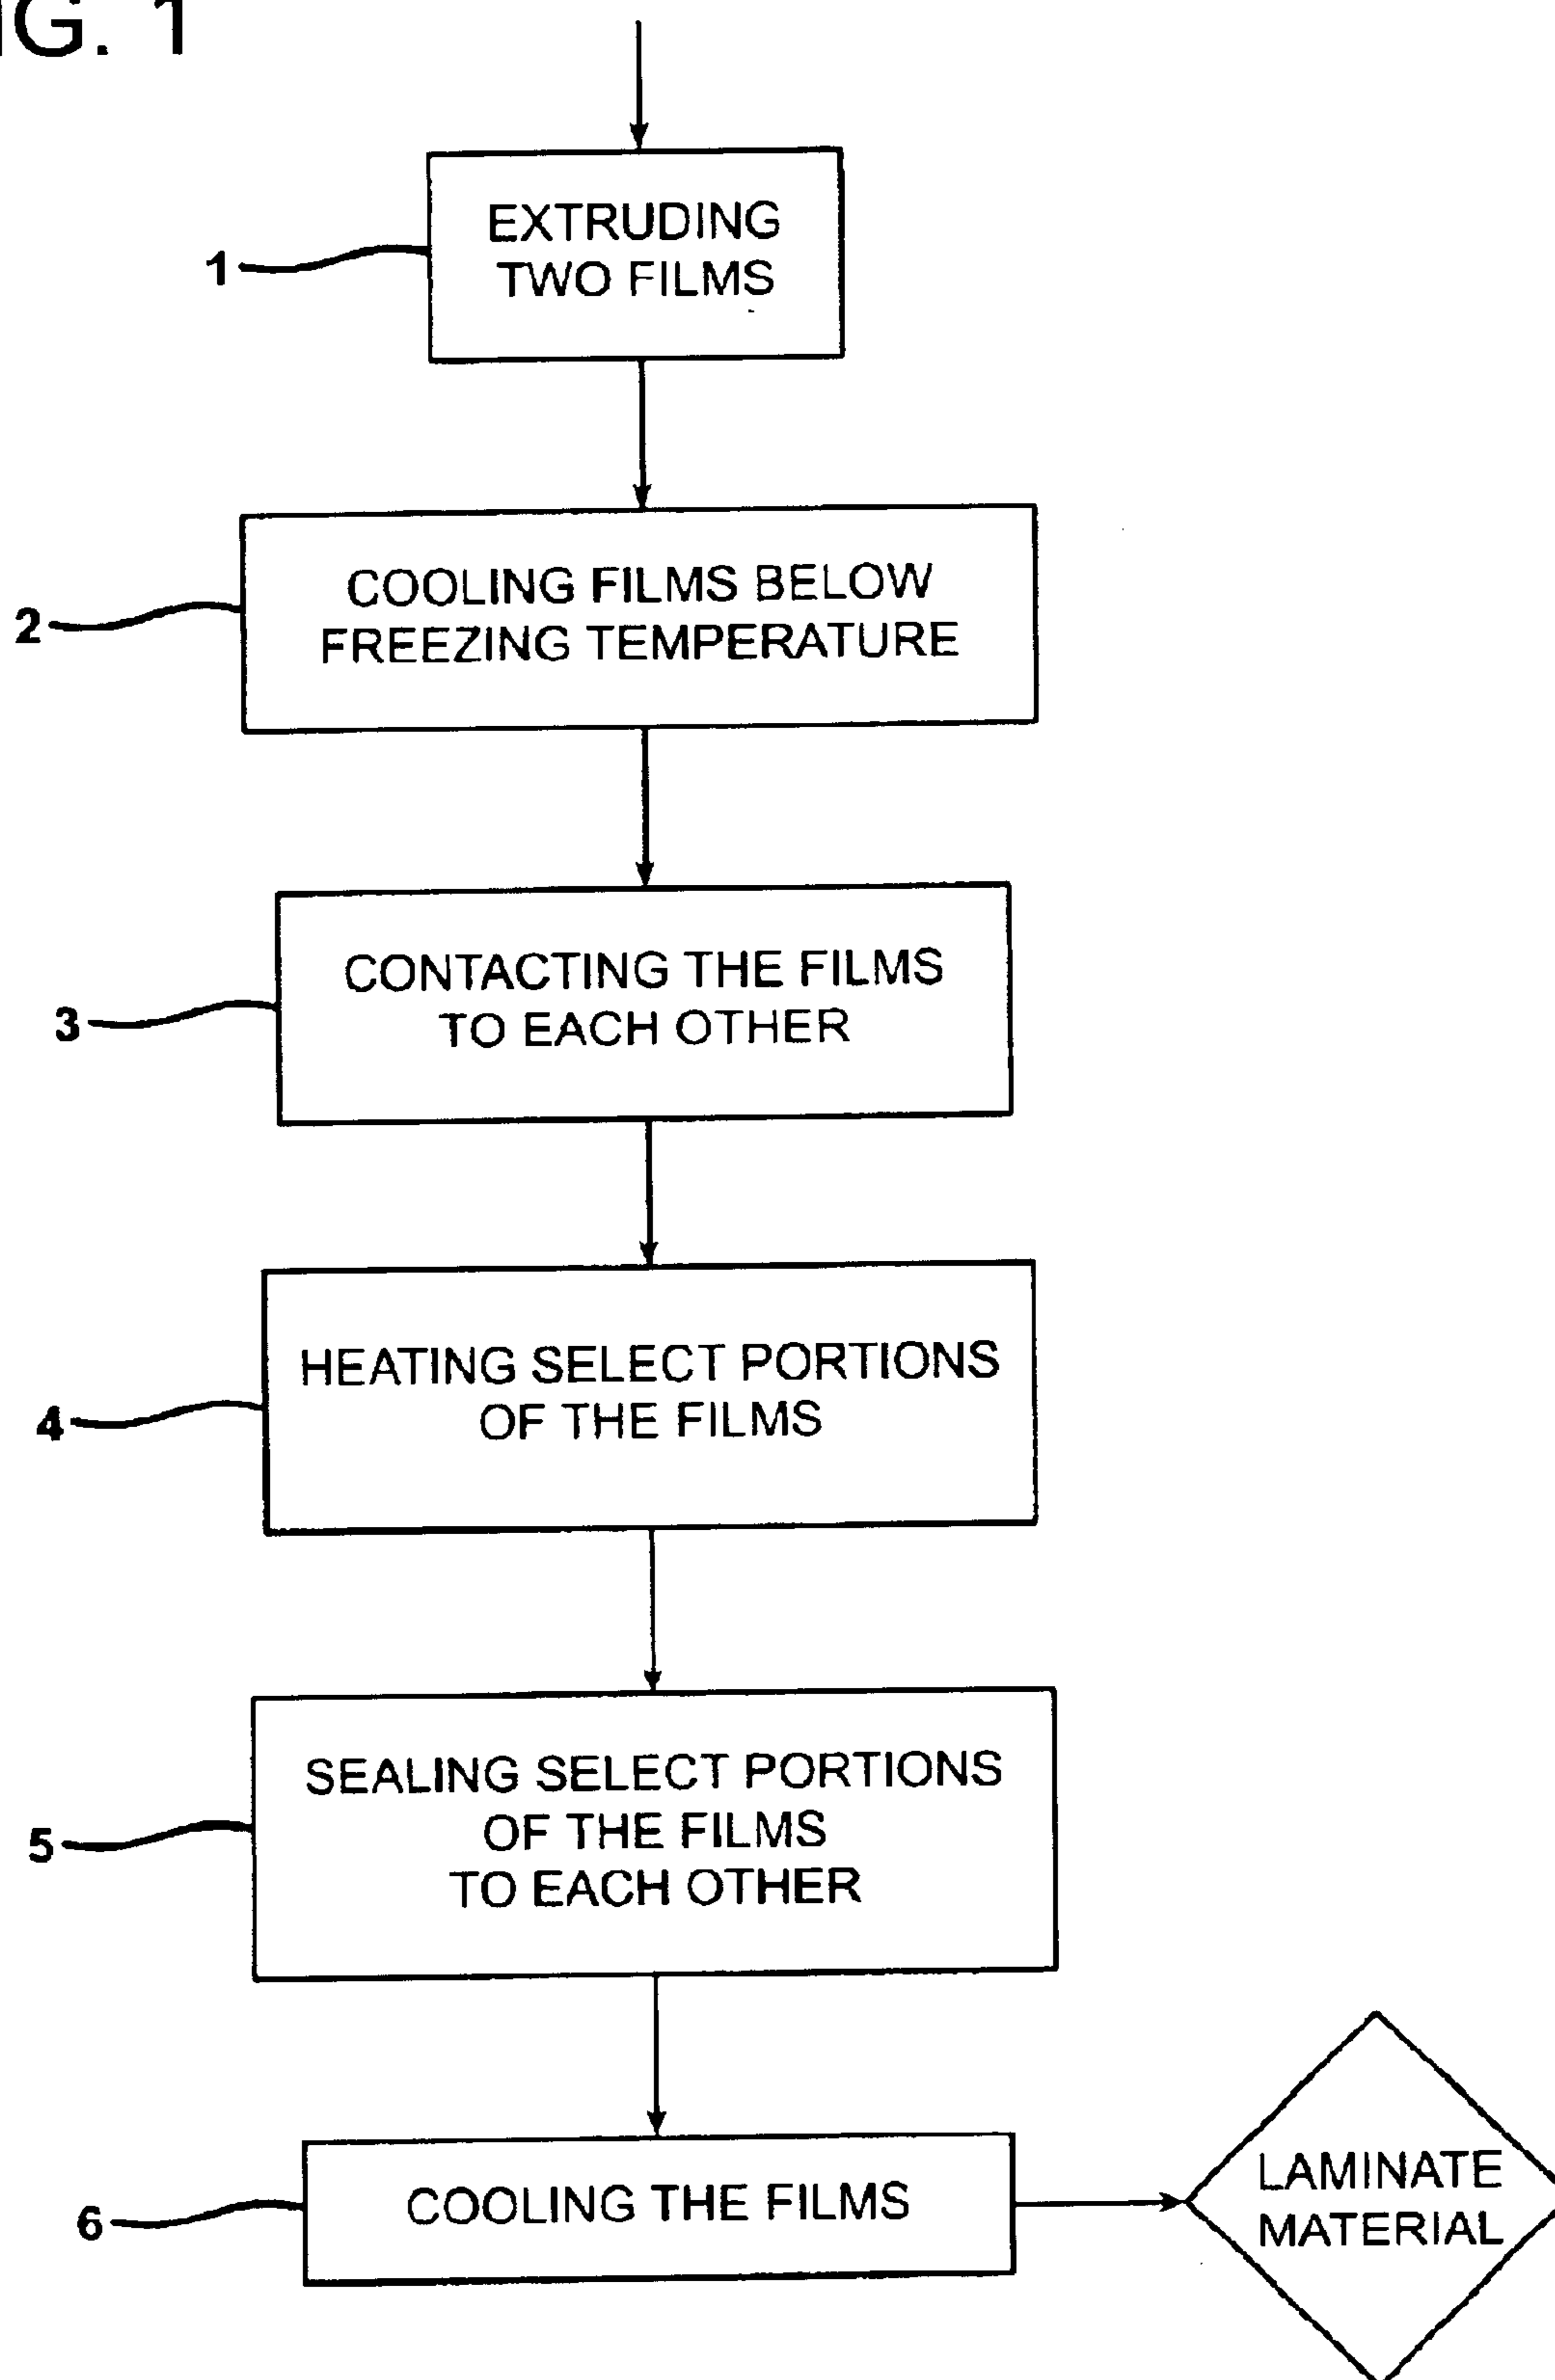 IG. 1
1
EXTRUDING
TWO FILMS
2
COOLING FILMS BELOW
FREEZING TEMPERATURE
3
CONTACTING THE FILMS
TO EACH OTHER
4
HEATING SELECT PORTIONS
OF THE FILMS
5
SEALING SELECT PORTIONS
OF THE FILMS
TO EACH OTHER
6
COOLING THE FILMS
LAMINATE
MATERIAL